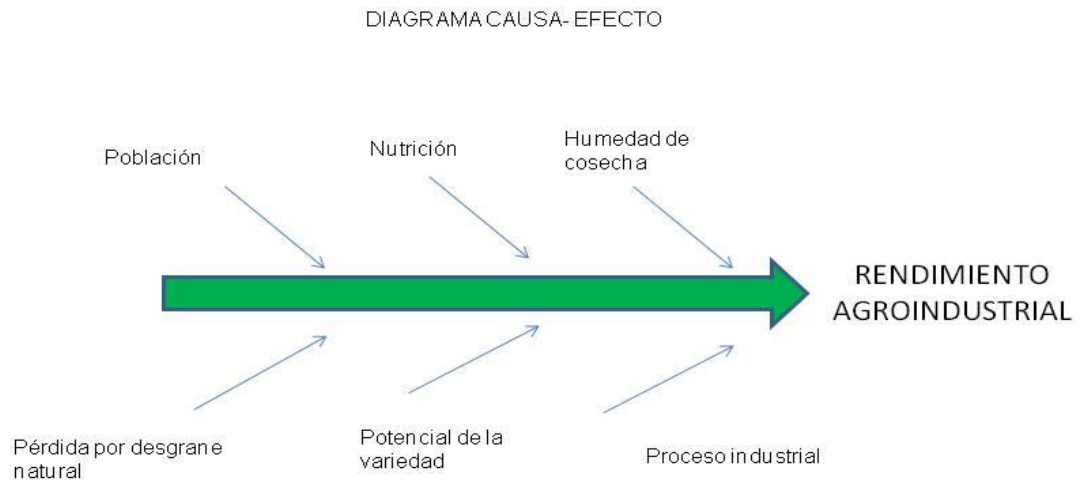 DIAGRAMA CAUSA- EFECTO
Población
Nutrición
Humedad de
cosecha
RENDIMIENTO
AGROINDUSTRIAL
Pérdida por desgrane
natural
Potencial de la
variedad
Proceso industrial